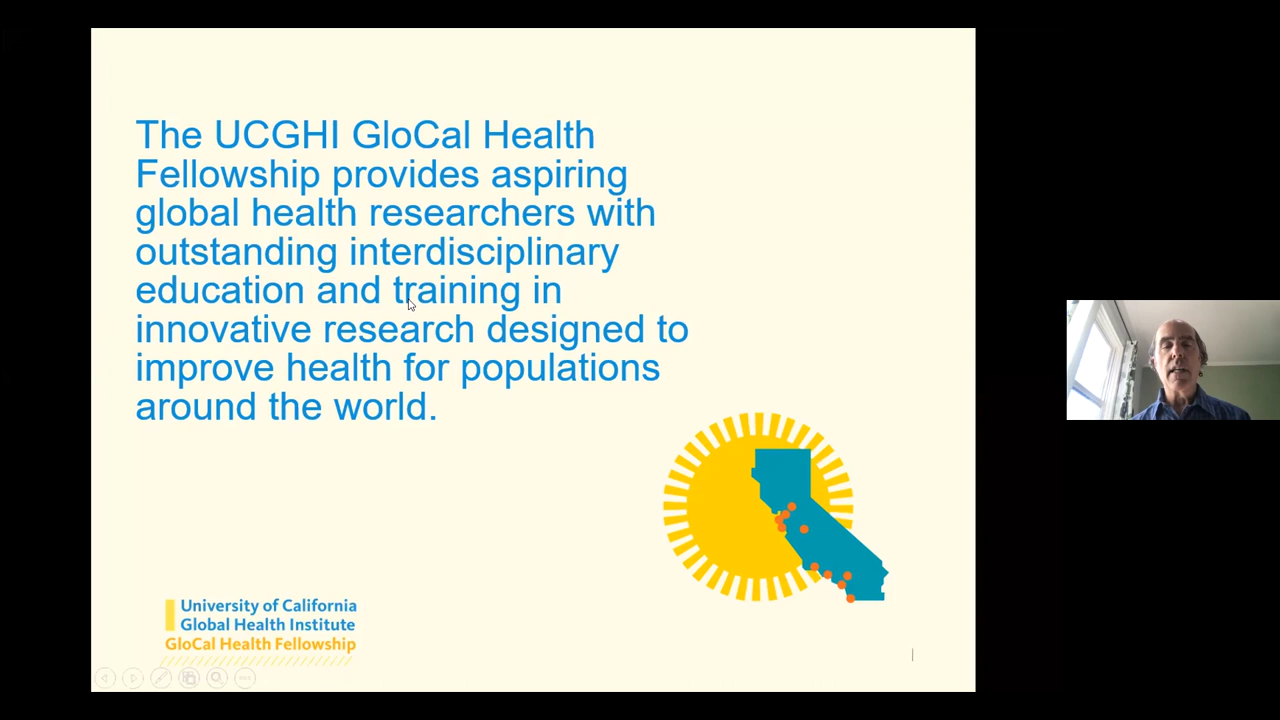 The UCGHI GloCal Health
Fellowship provides aspiring
global health researchers with
outstanding interdisciplinary
education and training in
innovative research designed to
improve health for populations
around the world.
University of California
Global Health Institute
GloCal Health Fellowship